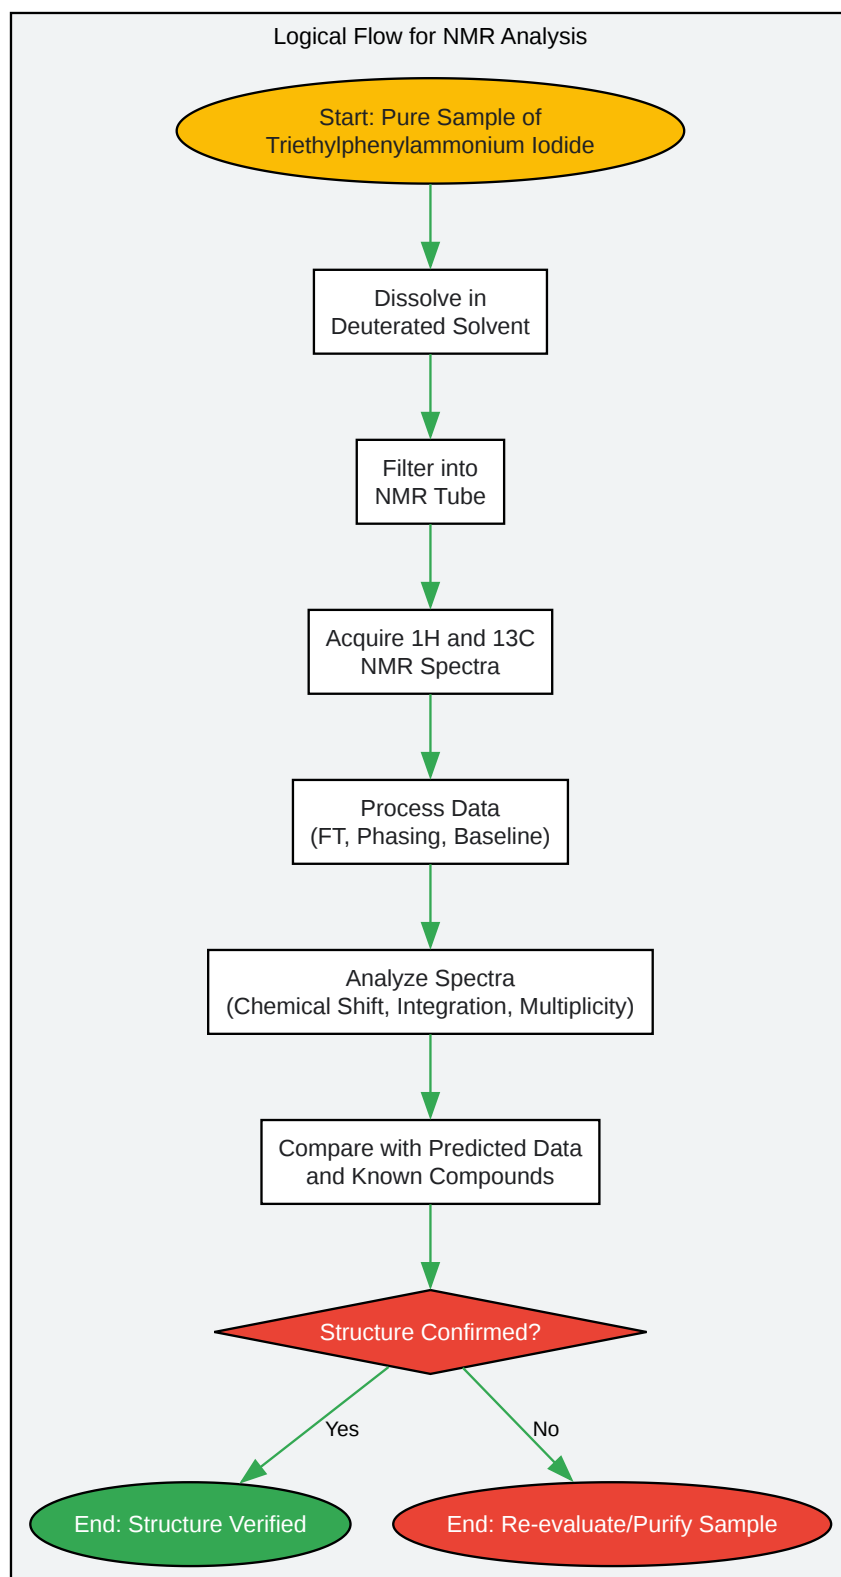 Logical Flow for NMR Analysis
Start: Pure Sample of
Triethylphenylammonium Iodide
Dissolve in
Deuterated Solvent
Filter into
NMR Tube
Acquire 1H and 13C
NMR Spectra
Process Data
(FT, Phasing, Baseline)
Analyze Spectra
(Chemical Shift, Integration, Multiplicity)
Compare with Predicted Data
and Known Compounds
Structure Confirmed?
Yes
No
End: Structure Verified
End: Re-evaluate/Purify Sample